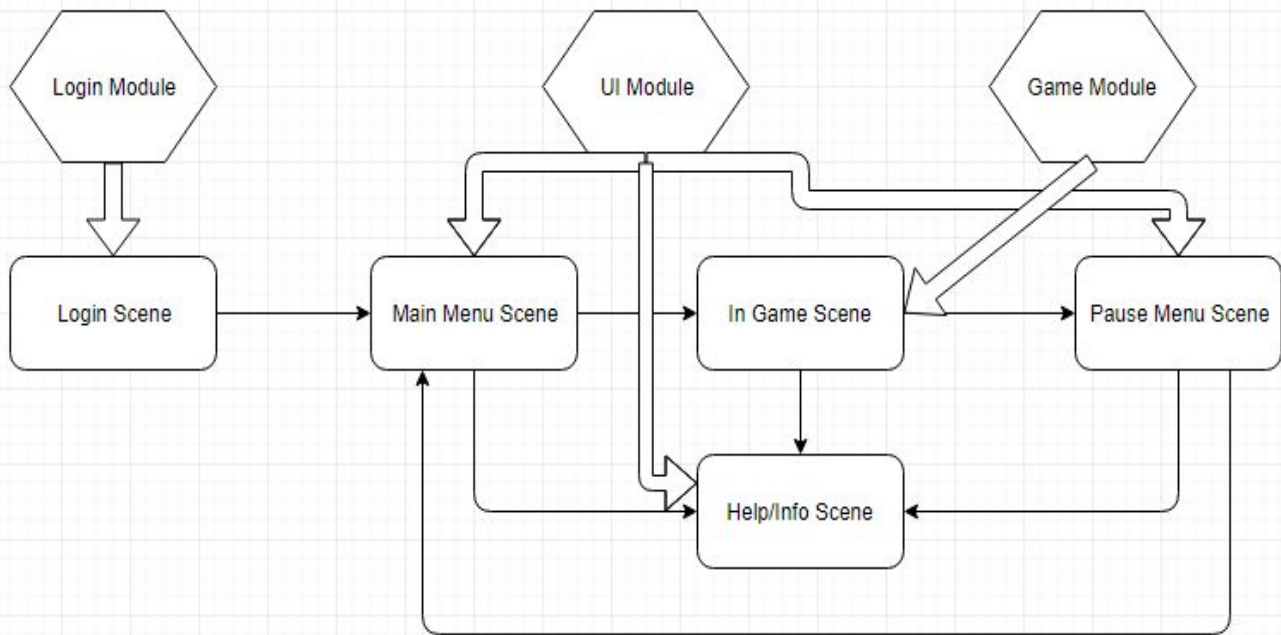 Login Module
UI Module
Game Module
Login Scene
Main Menu Scene
In Game Scene
Pause Menu Scene
Help/Info Scene